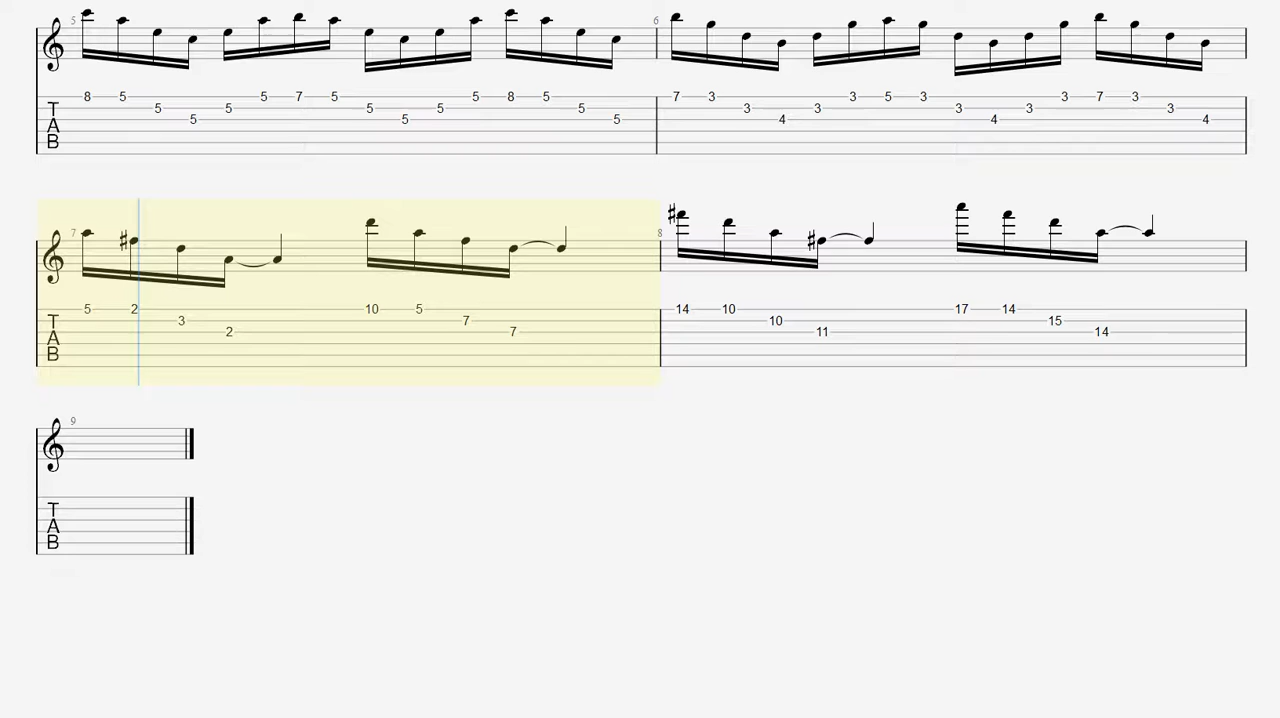 5 6
8 5 7 5 5 5 8 5 7 3 3 5 3 3 7 3
5 5 5 5 5 3 3 3 3 3
5 5 5 4 4 4
T
A
B
7 8
5 2 10 5 14 10 17 14
3 7 10 15
2 7 11 14
T
A
B
9
T
A
B